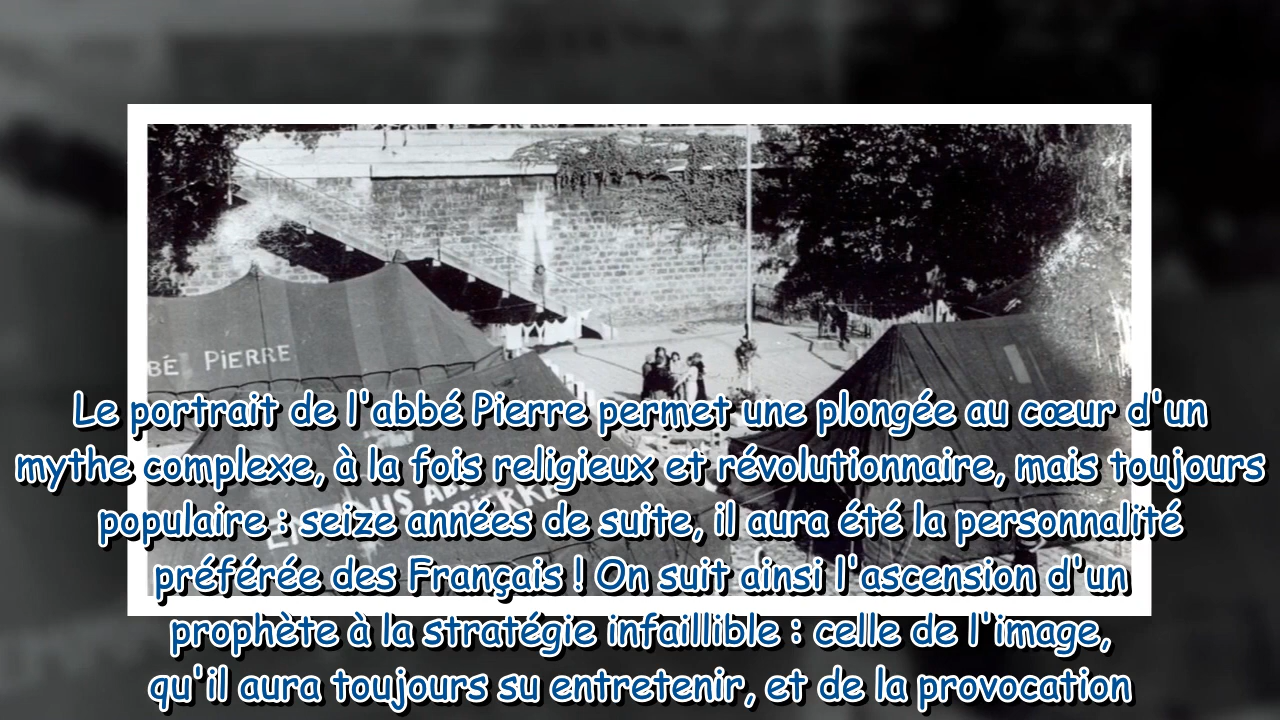 BÉ PiERRE
Le portrait de l'abbé Pierre permet une plongée au cœur d'un
mythe complexe, à la fois religieux et révolutionnaire, mais toujours
populaire : seize années de suite, il aura été la personnalité
préférée des Français ! On suit ainsi l'ascension d'un
prophète à la stratégie infaillible : celle de l'image,
qu'il aura toujours su entretenir, et de la provocation